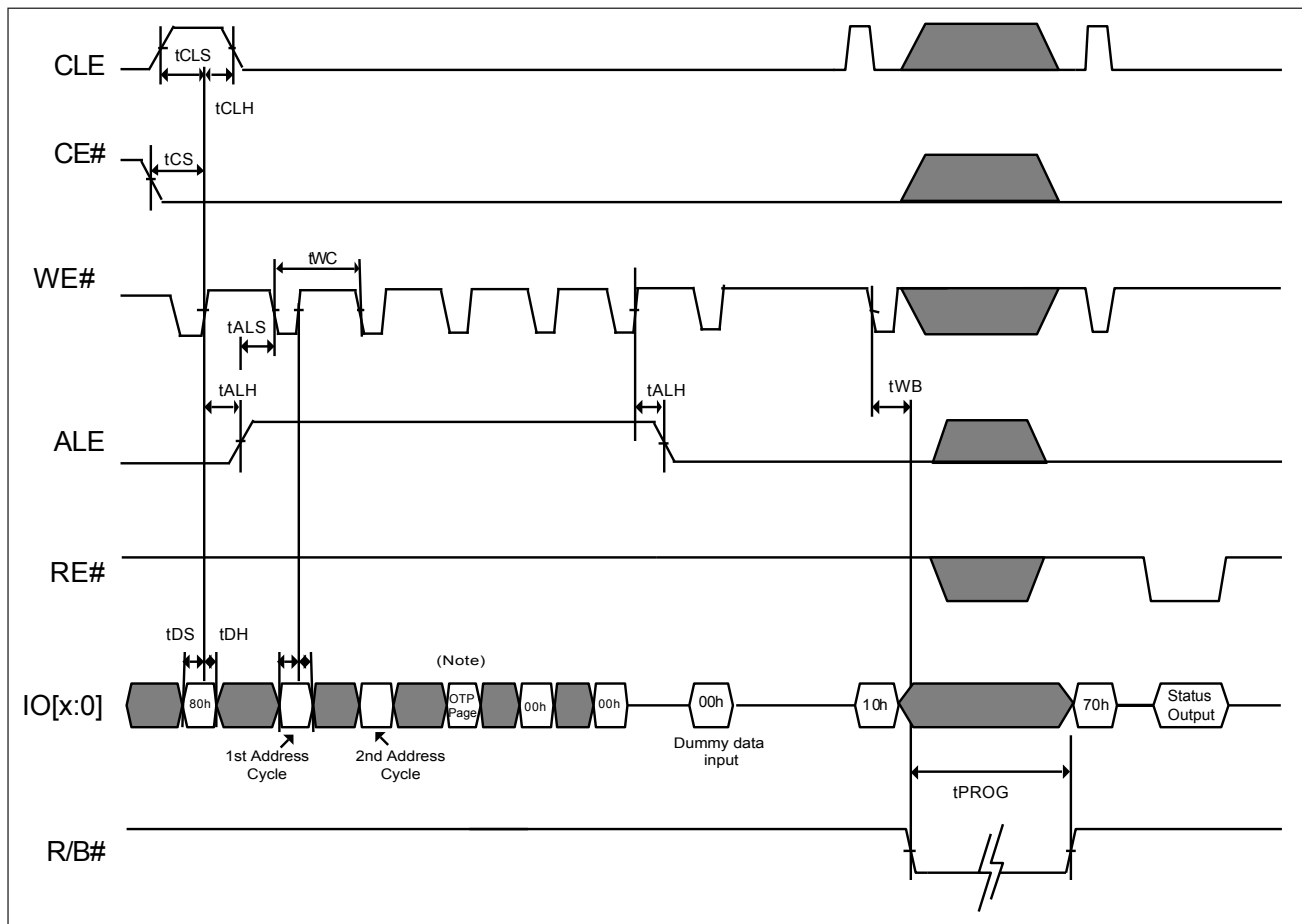 CLE
tCLS
tCLH
CE#
tCS
WE#
tWC
tALS
tALH
tALH
tWB
ALE
RE#
tDS
tDH
(Note)
IO[x:0]
80h
OTP
Page
00h
00h
00h
10h
70h
Status
Output
1st Address
Cycle
2nd Address
Cycle
Dummy data
input
tPROG
R/B#